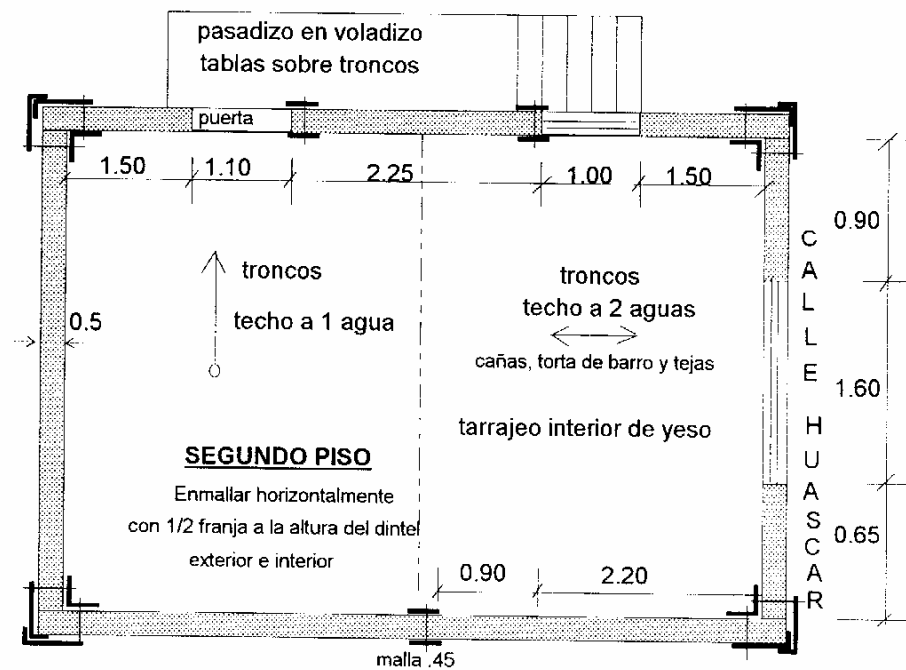 pasadizo en voladizo
tablas sobre troncos
puerta
1.50 1.10 2.25 1.00 1.50
0.90
troncos
techo a 1 agua
0.5
troncos
techo a 2 aguas
cañas, torta de barro y tejas
tarrajeo interior de yeso
CALLE HUASCAR
1.60
0.65
SEGUNDO PISO
Enmallar horizontalmente
con 1/2 franja a la altura del dintel
exterior e interior
0.90 2.20
malla .45